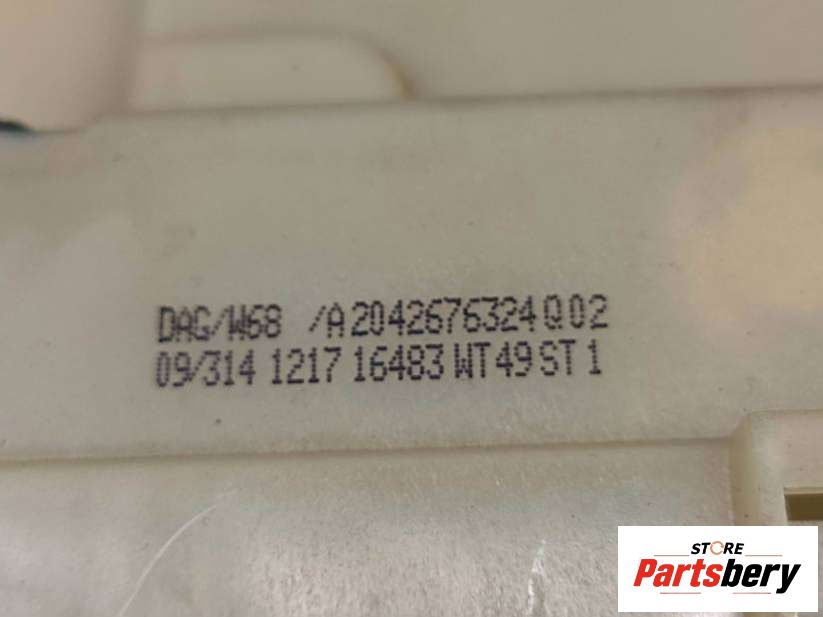 DAG/W68 /A2042676324Q02
09/314 1217 16483 WT49 ST1
STORE
Partsbery